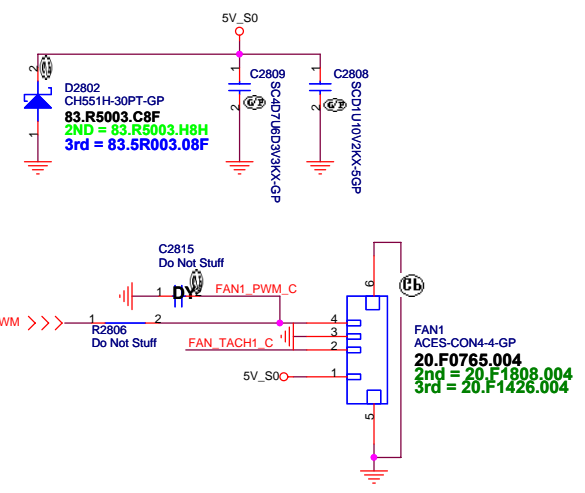 5V_S0
2
1
D2802
CH551H-30PT-GP
83.R5003.C8F
2ND = 83.R5003.H8H
3rd = 83.5R003.08F
1
2
C2809
SC4D7U6D3V3KX-GP
1
2
C2808
SCD1U10V2KX-5GP
C2815
Do Not Stuff
1
DY
2
FAN1_PWM_C
WM
1
2
R2806
Do Not Stuff
FAN_TACH1_C
5V_S0
4
3
2
1
6
5
FAN1
ACES-CON4-4-GP
20.F0765.004
2nd = 20.F1808.004
3rd = 20.F1426.004